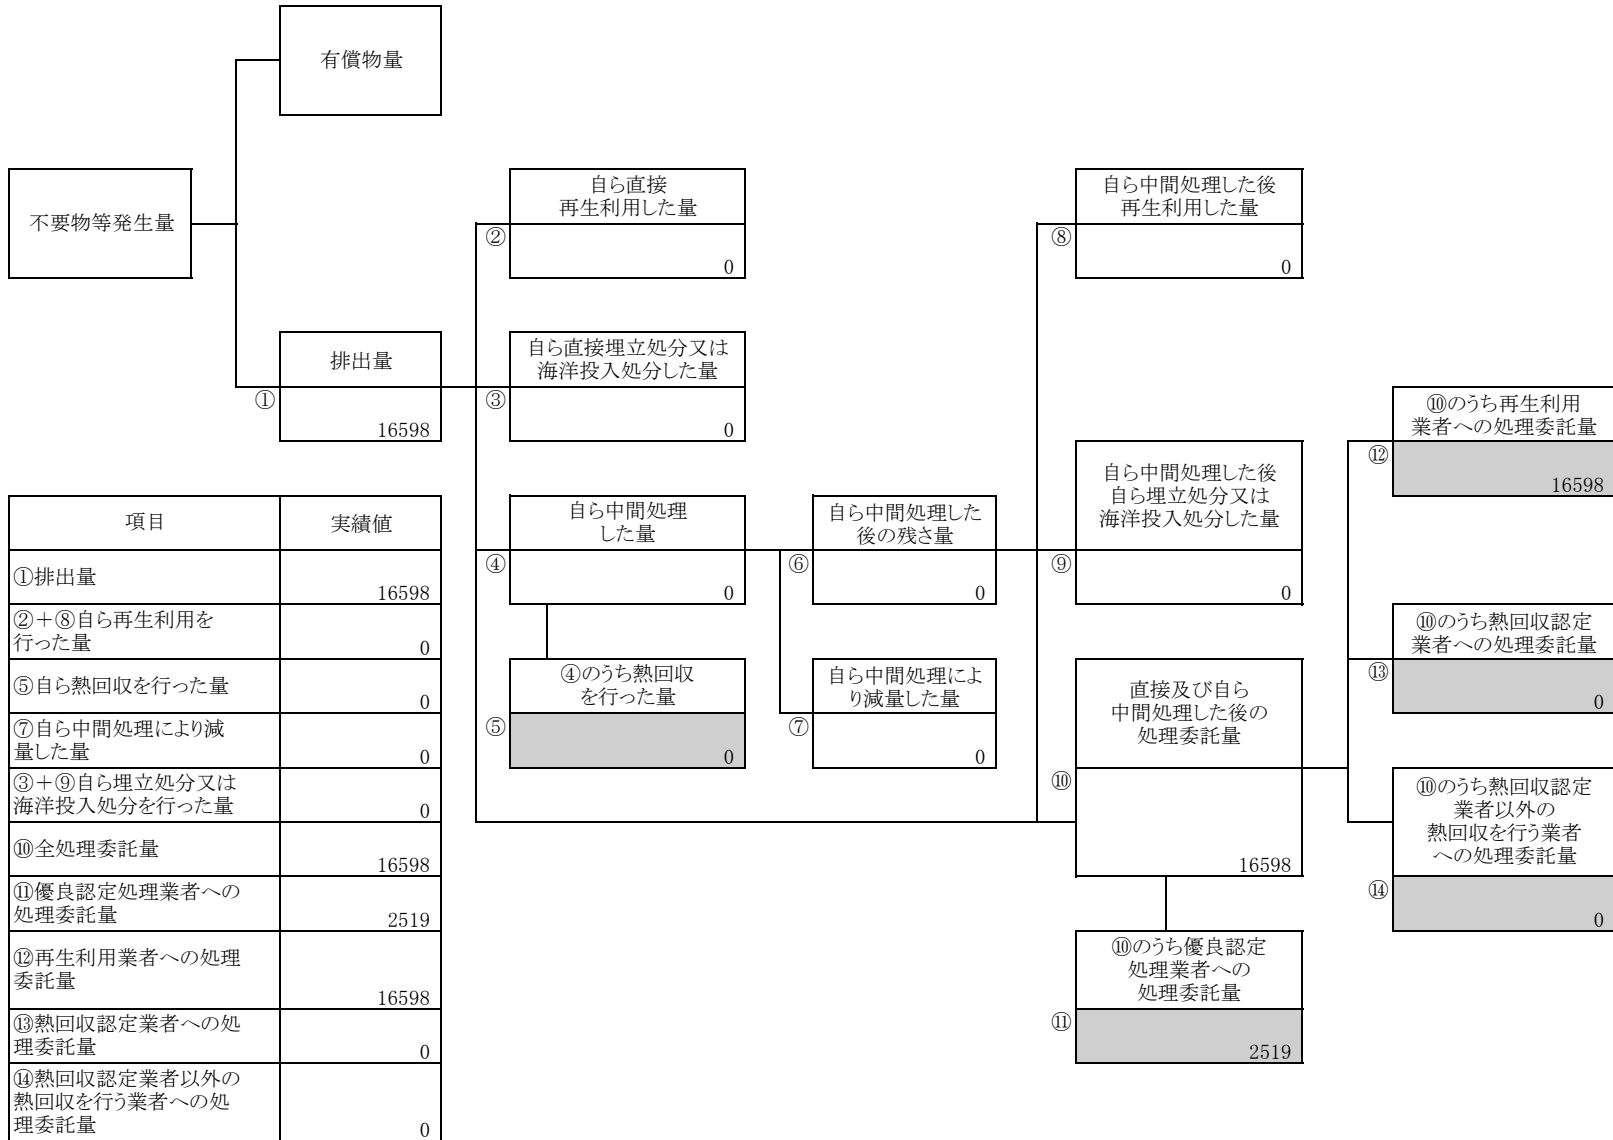 有償物量
不要物等発生量
自ら直接
再生利用した量
②
0
自ら中間処理した後
再生利用した量
⑧
0
排出量
①
16598
自ら直接埋立処分又は
海洋投入処分した量
③
0
⑩のうち再生利用
業者への処理委託量
⑫
16598
自ら中間処理した後
自ら埋立処分又は
海洋投入処分した量
⑨
0
自ら中間処理
した量
④
0
自ら中間処理した
後の残さ量
⑥
0
⑩のうち熱回収認定
業者への処理委託量
⑬
0
④のうち熱回収
を行った量
⑤
0
自ら中間処理によ
り減量した量
⑦
0
直接及び自ら
中間処理した後の
処理委託量
⑩
16598
⑩のうち熱回収認定
業者以外の
熱回収を行う業者
への処理委託量
⑭
0
⑩のうち優良認定
処理業者への
処理委託量
⑪
2519
項目 実績値
①排出量
16598
②+⑧自ら再生利用を
行った量
0
⑤自ら熱回収を行った量
0
⑦自ら中間処理により減
量した量
0
③+⑨自ら埋立処分又は
海洋投入処分を行った量
0
⑩全処理委託量
16598
⑪優良認定処理業者への
処理委託量
2519
⑫再生利用業者への処理
委託量
16598
⑬熱回収認定業者への処
理委託量
0
⑭熱回収認定業者以外の
熱回収を行う業者への処
理委託量
0